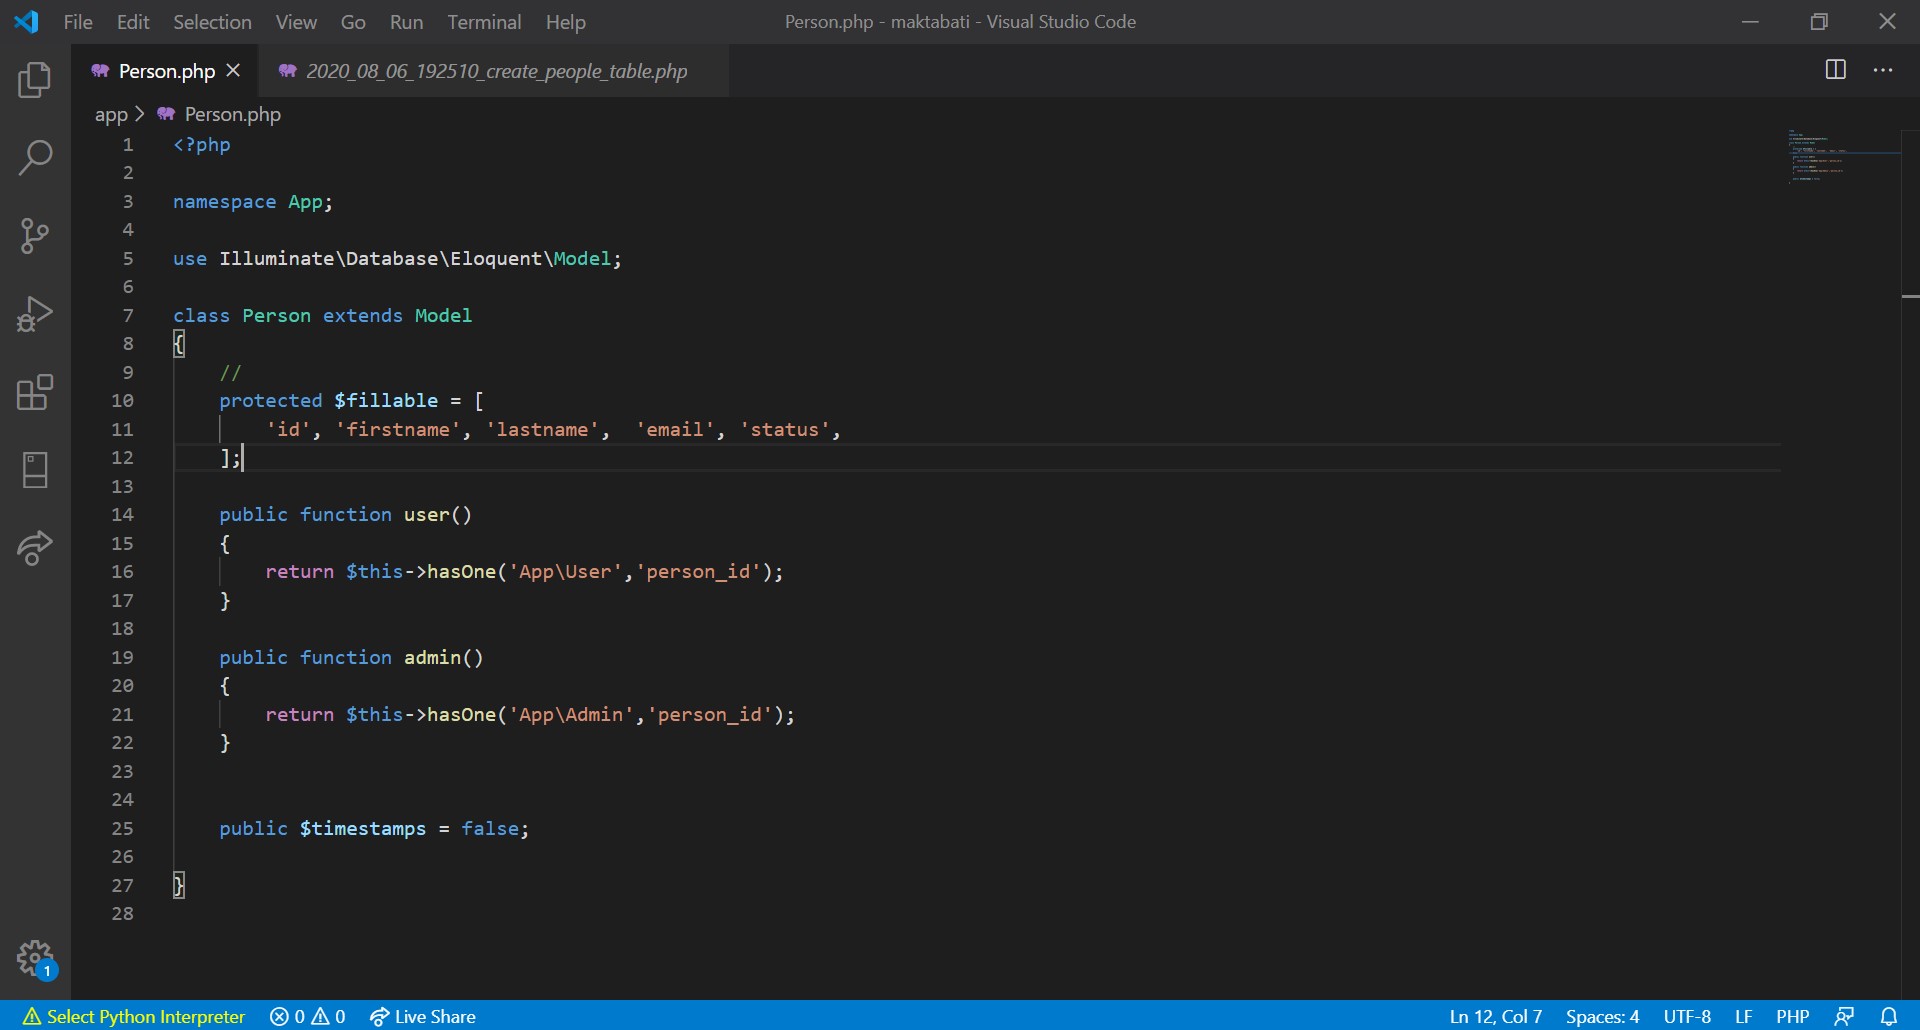 File Edit Selection View Go Run Terminal Help Person.php - maktabati - Visual Studio Code
Person.php 2020_08_06_192510_create_people_table.php
app > Person.php
1 <?php
2
3 namespace App;
4
5 use Illuminate\Database\Eloquent\Model;
6
7 class Person extends Model
8 {
9     //
10     protected $fillable = [
11         'id', 'firstname', 'lastname',  'email', 'status',
12     ];
13
14     public function user()
15     {
16         return $this->hasOne('App\User','person_id');
17     }
18
19     public function admin()
20     {
21         return $this->hasOne('App\Admin','person_id');
22     }
23
24
25     public $timestamps = false;
26
27 }
28
1
Select Python Interpreter 0 0 Live Share Ln 12, Col 7 Spaces: 4 UTF-8 LF PHP